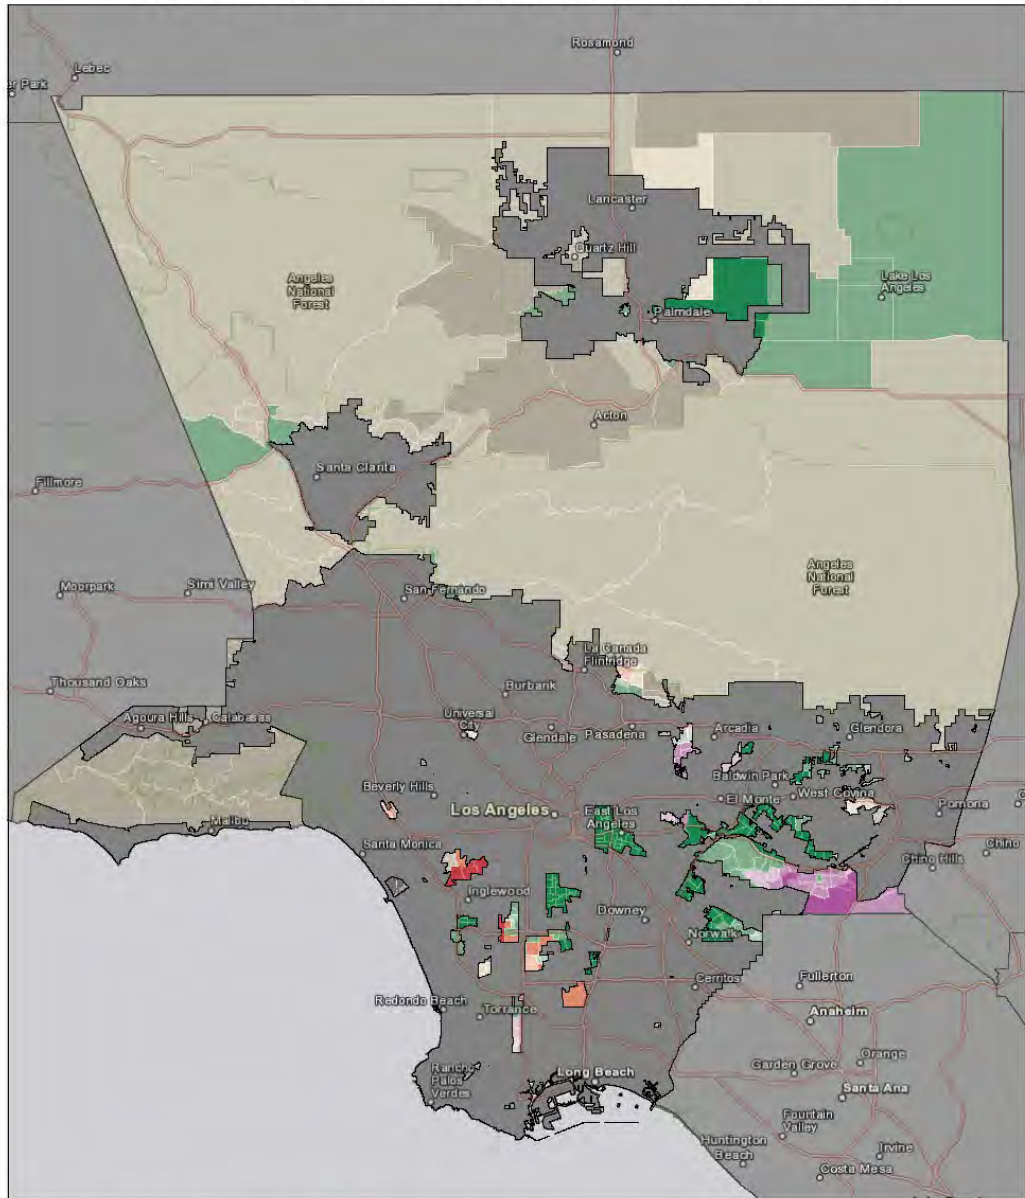 Rosamond
Lebec
er Park
Lancaster
Quartz Hill
Angeles
National
Forest
Lake Los
Angeles
Palmdale
Acton
Santa Clarita
Fillmore
Angeles
National
Forest
Moorpark
Simi Valley
San Fernando
La Canada
Flintridge
Thousand Oaks
Burbank
Agoura Hills
Calabasas
Universal
City
Glendale
Pasadena
Arcadia
Glendora
Baldwin Park
Beverly Hills
El Monte
West Covina
Los Angeles
East Los
Angeles
Pomona
Malibu
Santa Monica
Chino Hills
Chino
Inglewood
Downey
Norwalk
Cerritos
Fullerton
Redondo Beach
Torrance
Anaheim
Rancho
Palos
Verdes
Long Beach
Garden Grove
Orange
Santa Ana
Fountain
Valley
Huntington
Beach
Irvine
Costa Mesa